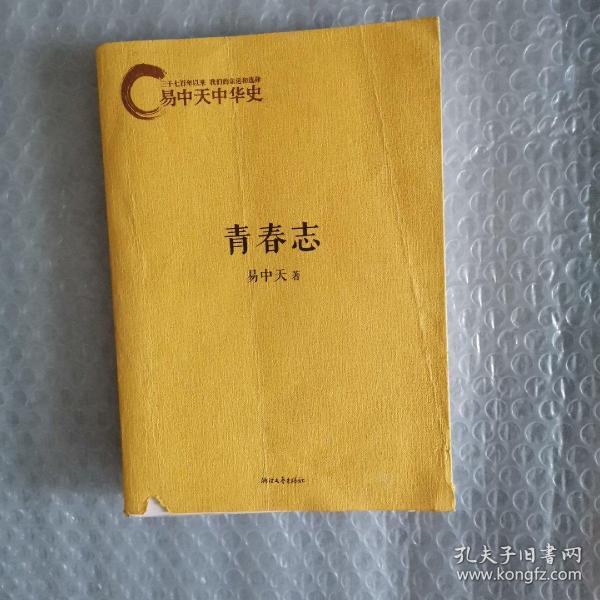 三千七百年以来 我们的命运和选择
易中天中华史
青春志
易中天 著
浙江文艺出版社
孔夫子旧书网
www.kongfz.com